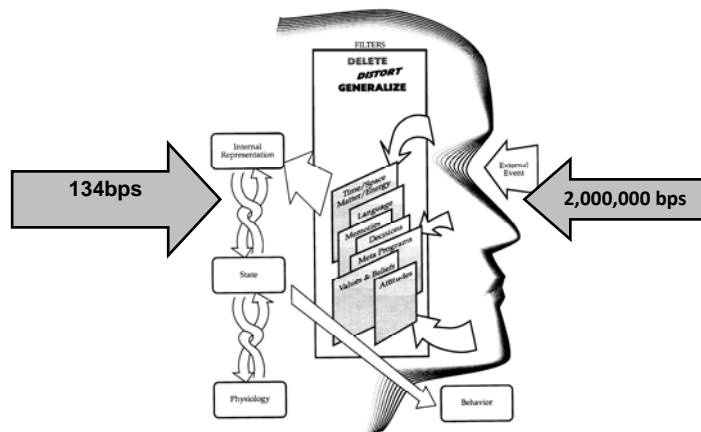 FILTERS
DELETE
DISTORT
GENERALIZE
Internal
Representation
External
Event
134bps
2,000,000 bps
Time/Space
Matter/Energy
Language
Memories
Decisions
Meta Programs
Values & Beliefs
Attitudes
State
Physiology
Behavior